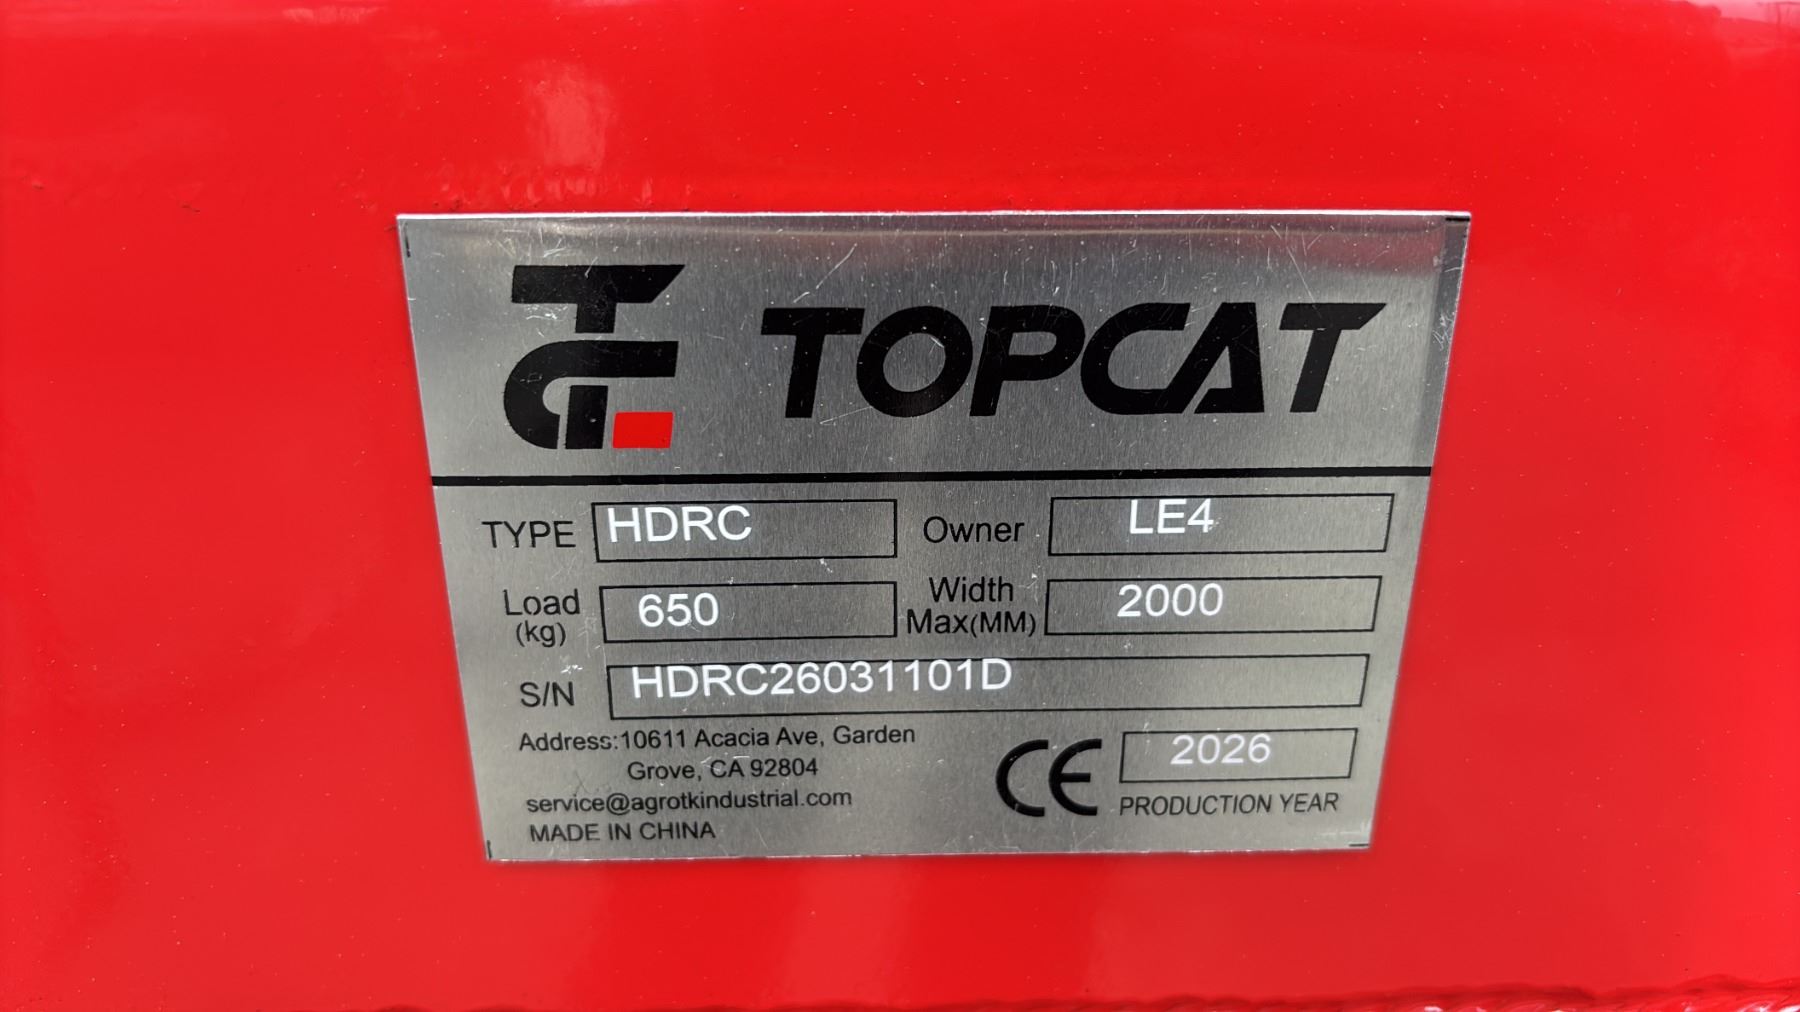 TOPCAT
TYPE HDRC Owner LE4
Load (kg) 650 Width Max(MM) 2000
S/N HDRC26031101D
Address:10611 Acacia Ave, Garden
Grove, CA 92804
service@agrotkindustrial.com
MADE IN CHINA
CE 2026
PRODUCTION YEAR